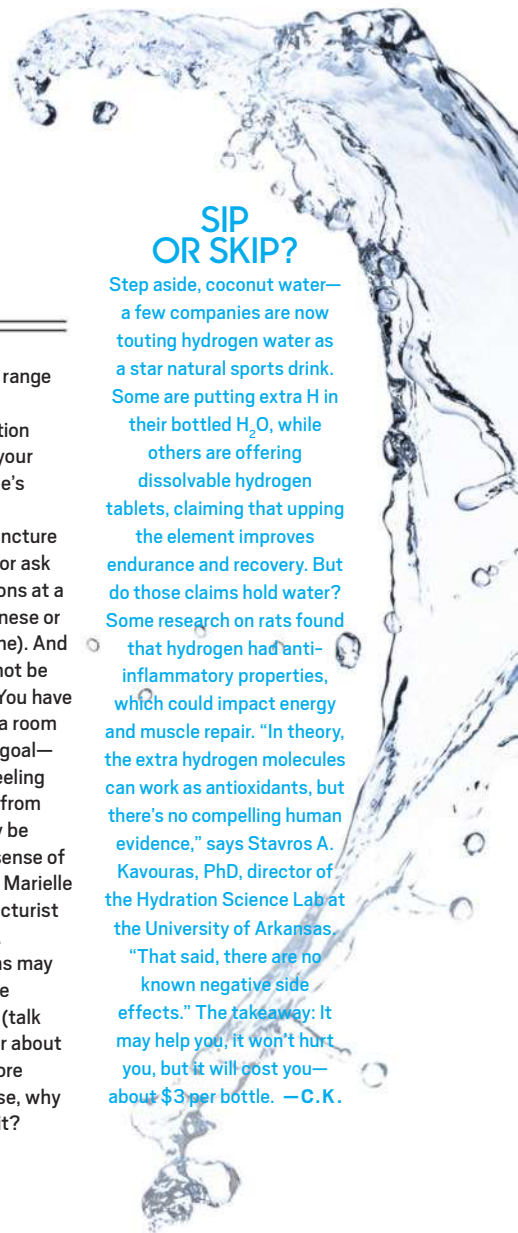 range
tion
your
e's
ncture
or ask
ons at a
nese or
ne). And
not be
You have
a room
goal—
eeling
from
y be
sense of
Marielle
cturist
ns may
e
(talk
r about
ore
se, why
it?
SIP
OR SKIP?
Step aside, coconut water—
a few companies are now
touting hydrogen water as
a star natural sports drink.
Some are putting extra H in
their bottled H₂O, while
others are offering
dissolvable hydrogen
tablets, claiming that upping
the element improves
endurance and recovery. But
do those claims hold water?
Some research on rats found
that hydrogen had anti-
inflammatory properties,
which could impact energy
and muscle repair. “In theory,
the extra hydrogen molecules
can work as antioxidants, but
there’s no compelling human
evidence,” says Stavros A.
Kavouras, PhD, director of
the Hydration Science Lab at
the University of Arkansas.
“That said, there are no
known negative side
effects.” The takeaway: It
may help you, it won’t hurt
you, but it will cost you—
about $3 per bottle. —C.K.